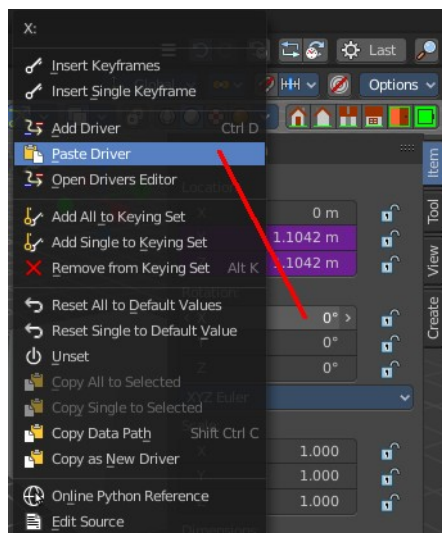 X:
Insert Keyframes
Insert Single Keyframe
Last
Options
Add Driver Ctrl D
Paste Driver
Open Drivers Editor
Location:
X 0 m
1.1042 m
1.1042 m
Add All to Keying Set
Add Single to Keying Set
Remove from Keying Set Alt K
Rotation:
0°
0°
Z 0°
XYZ Euler
Reset All to Default Values
Reset Single to Default Value
Unset
Copy All to Selected
Copy Single to Selected
Copy Data Path Shift Ctrl C
Copy as New Driver
X 1.000
Y 1.000
Z 1.000
Online Python Reference
Edit Source
Dimensions:
Item
Tool
View
Create